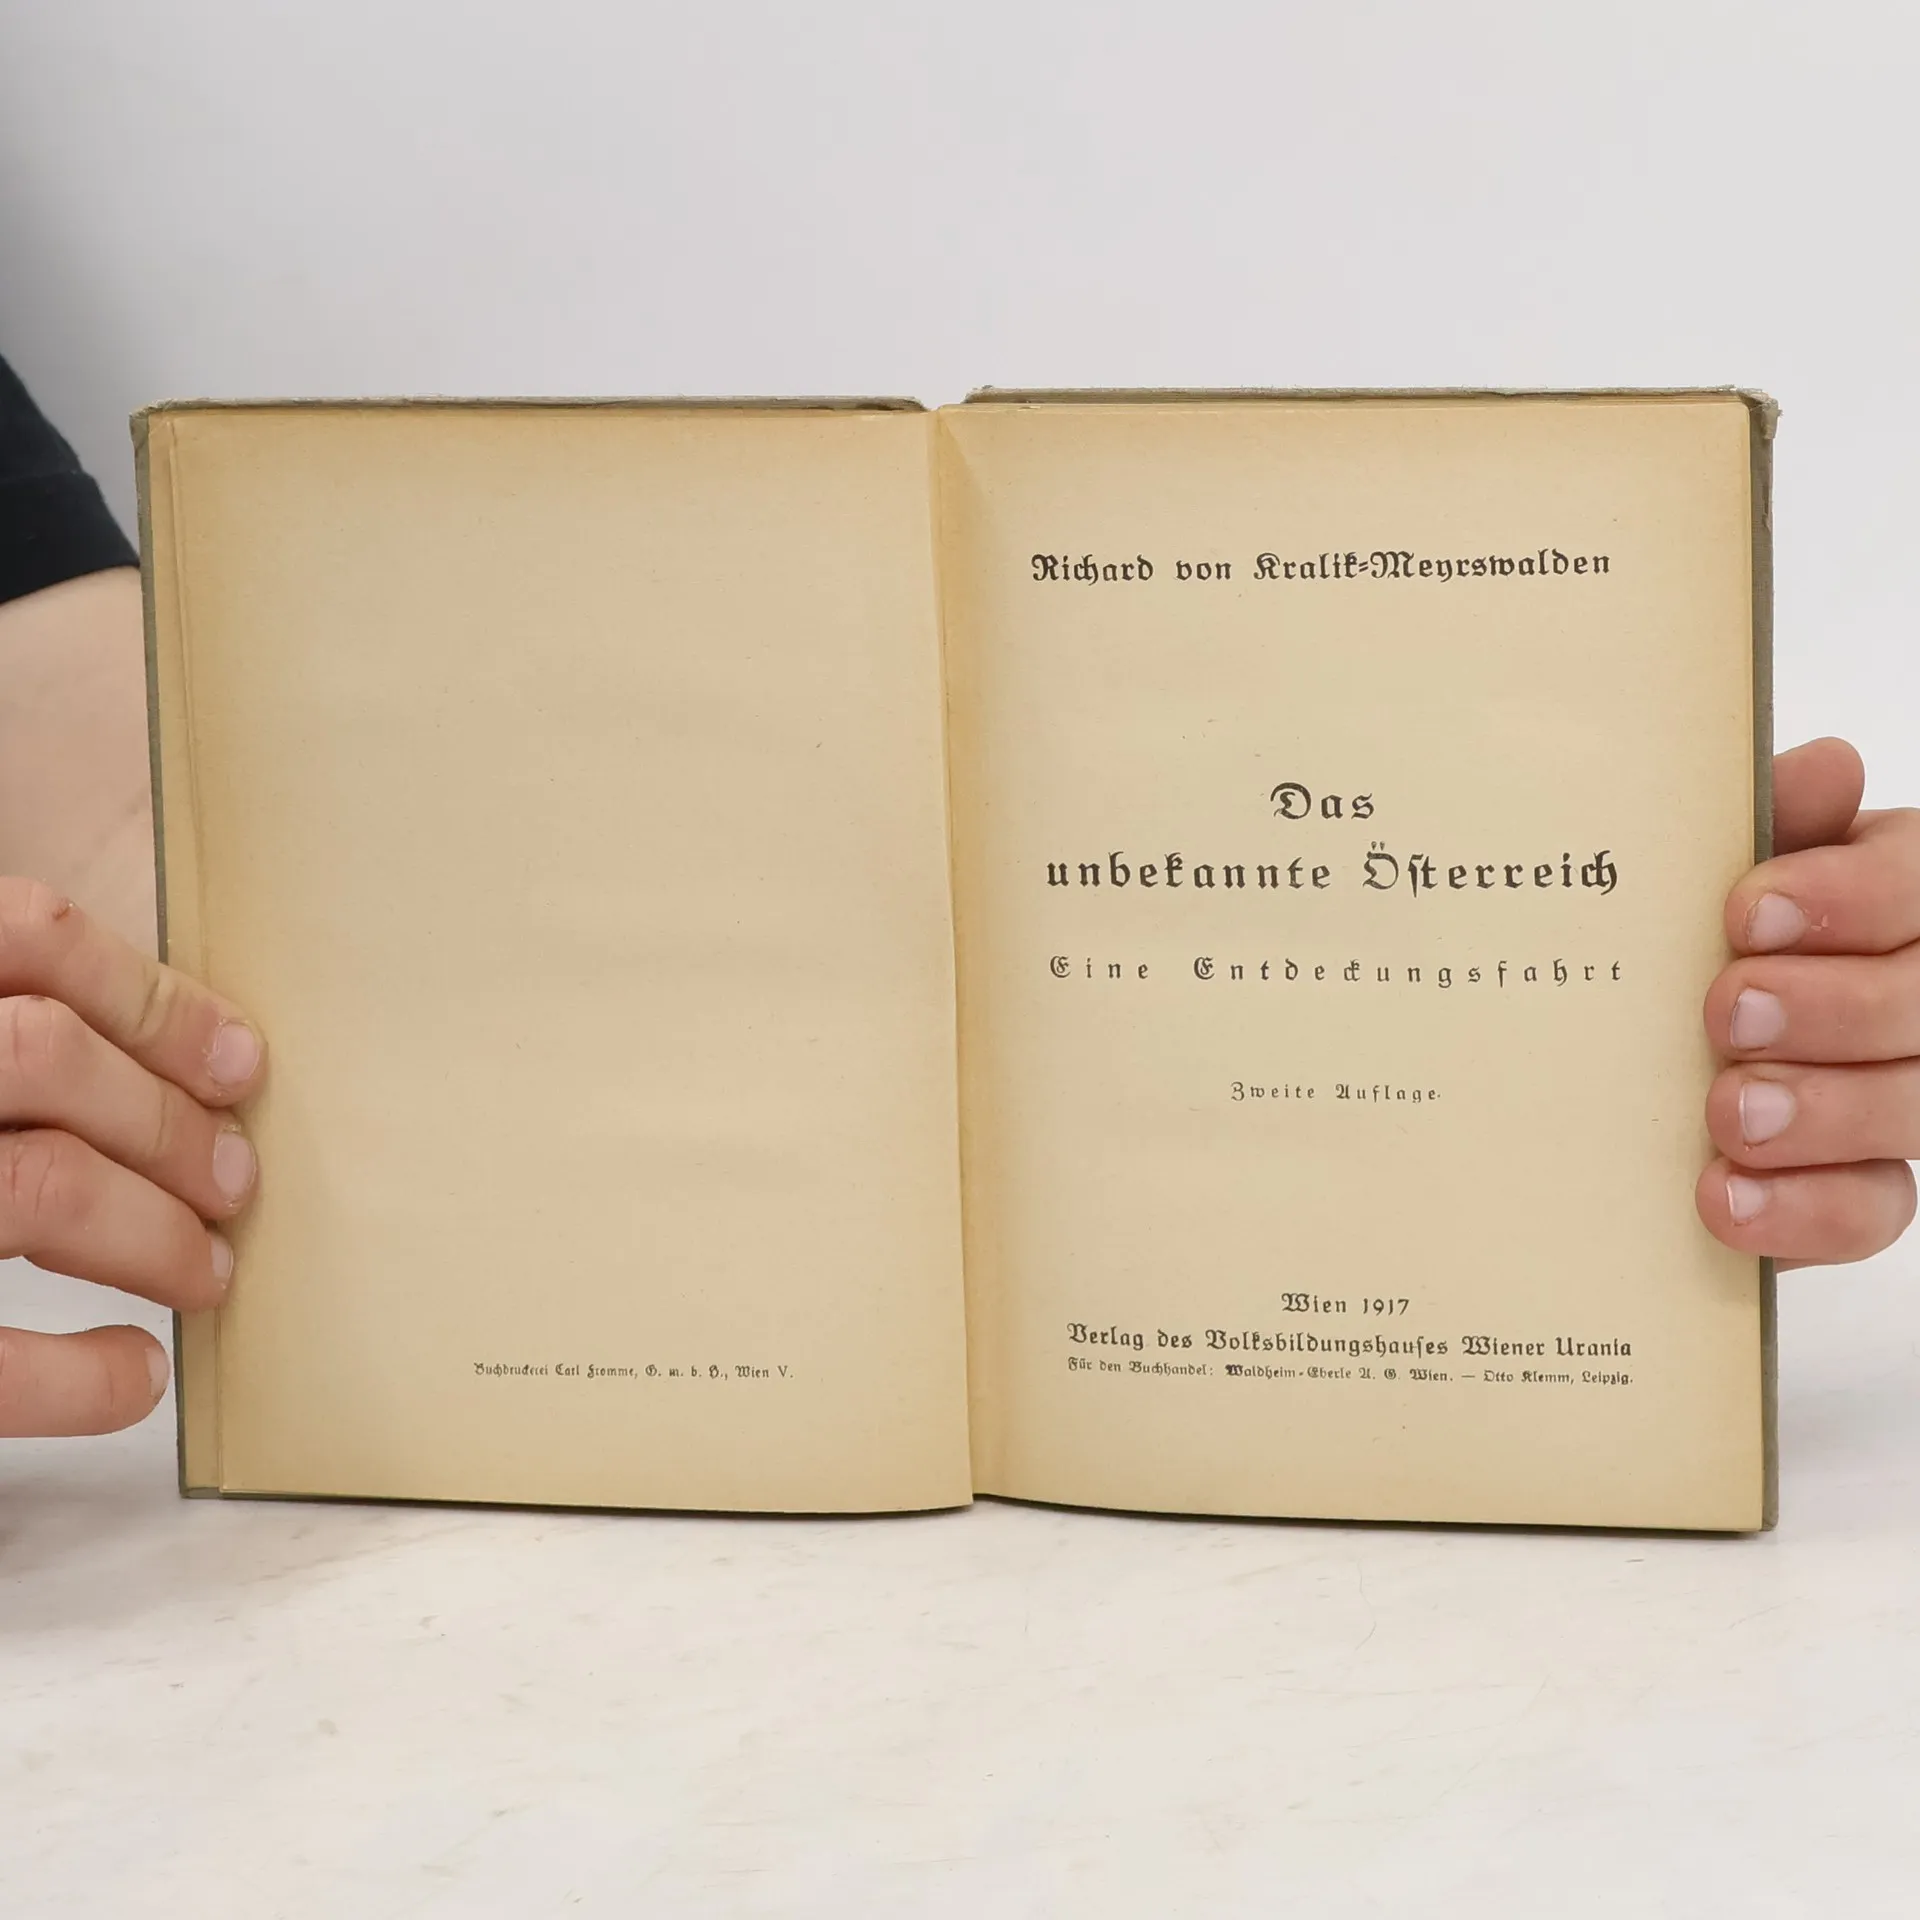 Buchdruckerei Carl Fromme, G. m. b. H., Wien V.
Richard von Kralik-Meyrswalden
Das
unbekannte Öſterreich
Eine Entdeckungsfahrt
Zweite Auflage.
Wien 1917
Verlag des Volksbildungshauſes Wiener Urania
Für den Buchhandel: Waldheim-Eberle A. G. Wien. — Otto Klemm, Leipzig.